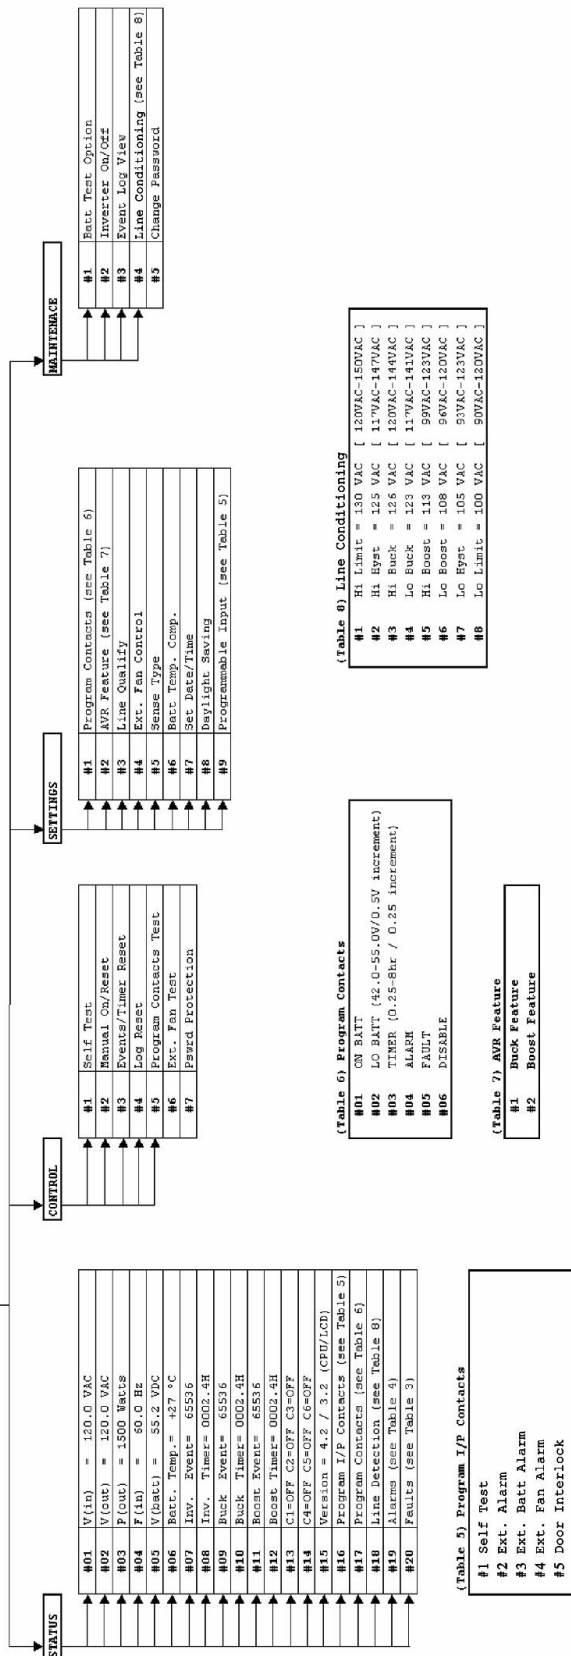 STATUS
#01 V(in) = 120.0 VAC
#02 V(out) = 120.0 VAC
#03 P(out) = 1500 Watts
#04 F(in) = 60.0 Hz
#05 V(batt) = 55.2 VDC
#06 Batt. Temp.= +27 °C
#07 Inv. Event= 65536
#08 Inv. Timer= 0002.4H
#09 Buck Event= 65536
#10 Buck Timer= 0002.4H
#11 Boost Event= 65536
#12 Boost Timer= 0002.4H
#13 C1=OFF C2=OFF C3=OFF
#14 C4=OFF C5=OFF C6=OFF
#15 Version = 4.2 / 3.2 (CPU/LCD)
#16 Program I/P Contacts (see Table 5)
#17 Program Contacts (see Table 6)
#18 Line Detection (see Table 8)
#19 Alarms (see Table 4)
#20 Faults (see Table 3)
CONTROL
#1 Self Test
#2 Manual On/Reset
#3 Events/Timer Reset
#4 Log Reset
#5 Program Contacts Test
#6 Ext. Fan Test
#7 Pswrd Protection
SETTINGS
#1 Program Contacts (see Table 6)
#2 AVR Feature (see Table 7)
#3 Line Qualify
#4 Ext. Fan Control
#5 Sense Type
#6 Batt Temp. Comp.
#7 Set Date/Time
#8 Daylight Saving
#9 Programmable Input (see Table 5)
MAINTENACE
#1 Batt Test Option
#2 Inverter On/Off
#3 Event Log View
#4 Line Conditioning (see Table 8)
#5 Change Password
(Table 5) Program I/P Contacts
#1 Self Test
#2 Ext. Alarm
#3 Ext. Batt Alarm
#4 Ext. Fan Alarm
#5 Door Interlock
(Table 6) Program Contacts
#01 ON BATT
#02 LO BATT (42.0-55.0V/0.5V increment)
#03 TIMER (0.25-8hr / 0.25 increment)
#04 ALARM
#05 FAULT
#06 DISABLE
(Table 7) AVR Feature
#1 Buck Feature
#2 Boost Feature
(Table 8) Line Conditioning
#1 Hi Limit = 130 VAC [ 120VAC-150VAC ]
#2 Hi Hyst = 125 VAC [ 117VAC-147VAC ]
#3 Hi Buck = 126 VAC [ 120VAC-144VAC ]
#4 Lo Buck = 123 VAC [ 117VAC-141VAC ]
#5 Hi Boost = 113 VAC [ 99VAC-123VAC ]
#6 Lo Boost = 108 VAC [ 96VAC-120VAC ]
#7 Lo Hyst = 105 VAC [ 93VAC-123VAC ]
#8 Lo Limit = 100 VAC [ 90VAC-120VAC ]